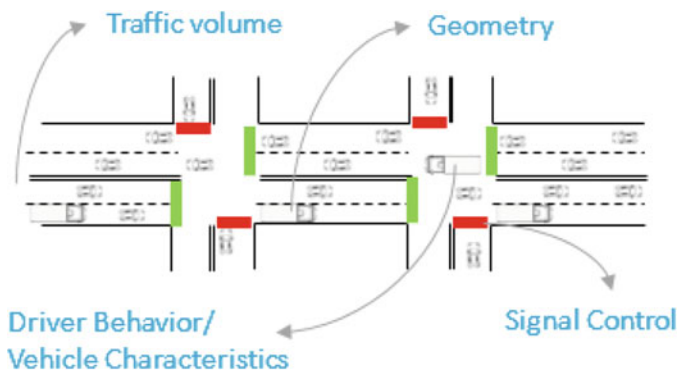 Traffic volume
Geometry
Driver Behavior/
Vehicle Characteristics
Signal Control